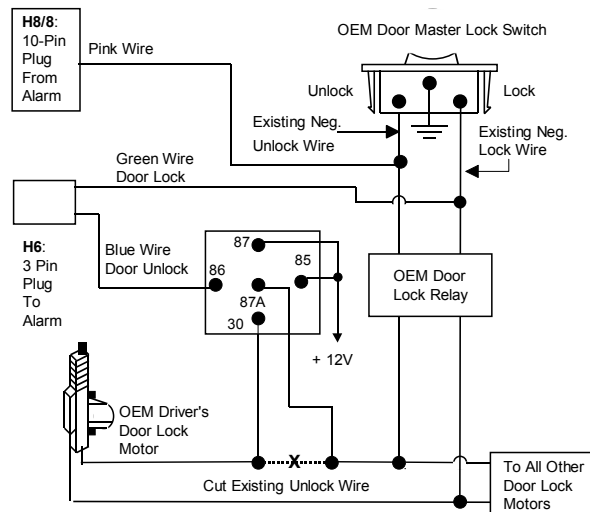 H8/8:
10-Pin
Plug
From
Alarm
Pink Wire
OEM Door Master Lock Switch
Unlock
Lock
Existing Neg.
Unlock Wire
Existing Neg.
Lock Wire
Green Wire
Door Lock
H6:
3 Pin
Plug
To
Alarm
Blue Wire
Door Unlock
87
86
85
87A
30
+ 12V
OEM Door
Lock Relay
OEM Driver's
Door Lock
Motor
X
Cut Existing Unlock Wire
To All Other
Door Lock
Motors